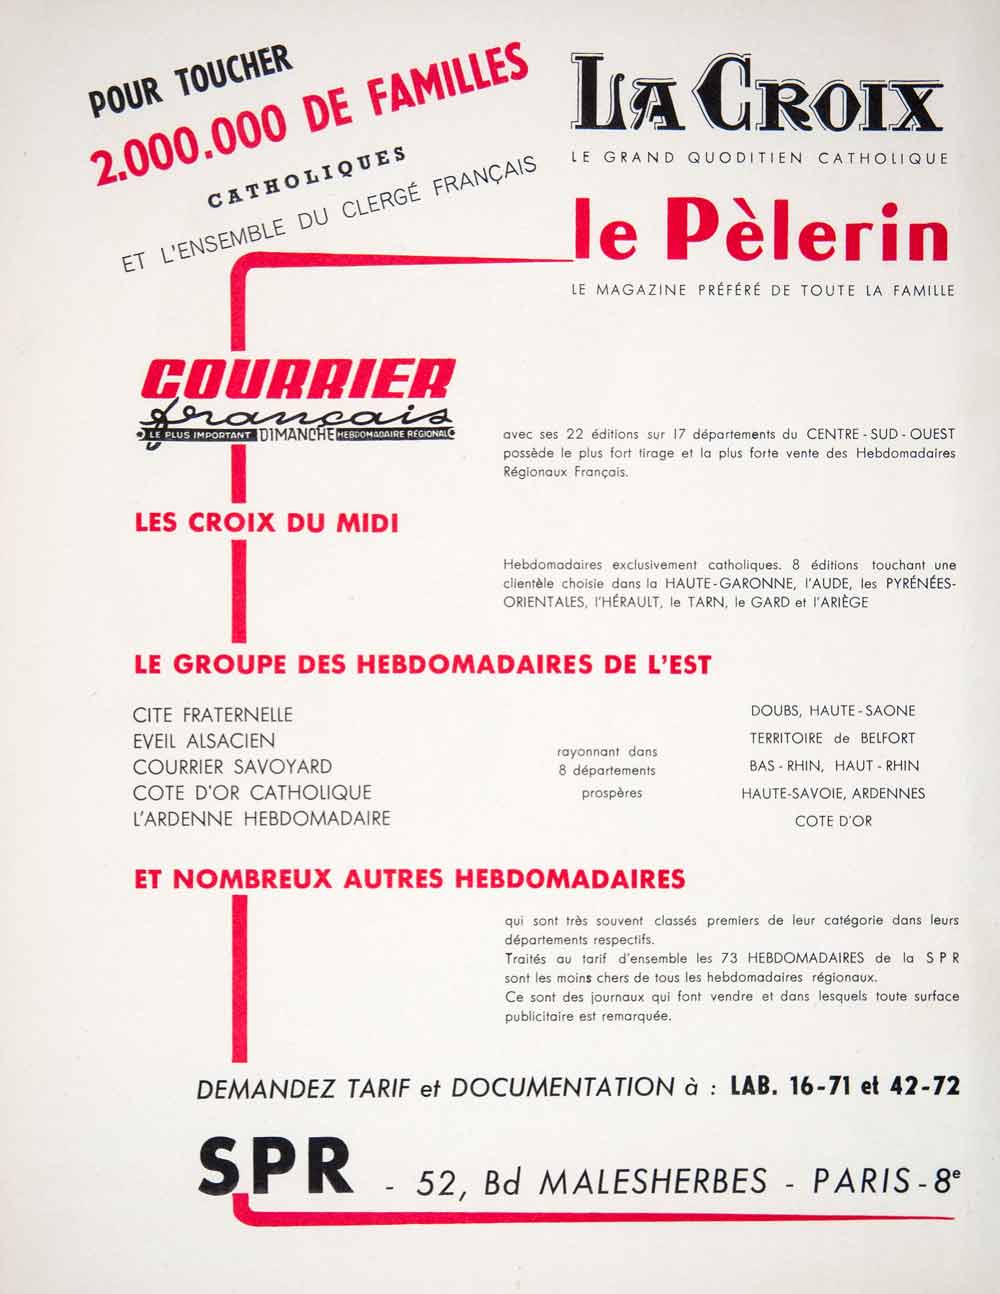 POUR TOUCHER
2.000.000 DE FAMILLES
CATHOLIQUES
ET L'ENSEMBLE DU CLERGÉ FRANÇAIS
LA CROIX
LE GRAND QUODITIEN CATHOLIQUE
le Pèlerin
LE MAGAZINE PRÉFÉRÉ DE TOUTE LA FAMILLE
COURRIER
français
LE PLUS IMPORTANT DIMANCHE HEBDOMADAIRE RÉGIONAL
avec ses 22 éditions sur 17 départements du CENTRE-SUD-OUEST
possède le plus fort tirage et la plus forte vente des Hebdomadaires
Régionaux Français.
LES CROIX DU MIDI
Hebdomadaires exclusivement catholiques. 8 éditions touchant une
clientèle choisie dans la HAUTE-GARONNE, l'AUDE, les PYRÉNÉES-
ORIENTALES, l'HÉRAULT, le TARN, le GARD et l'ARIÈGE
LE GROUPE DES HEBDOMADAIRES DE L'EST
CITE FRATERNELLE
EVEIL ALSACIEN
COURRIER SAVOYARD
COTE D'OR CATHOLIQUE
L'ARDENNE HEBDOMADAIRE
rayonnant dans
8 départements
prospères
DOUBS, HAUTE-SAONE
TERRITOIRE de BELFORT
BAS-RHIN, HAUT-RHIN
HAUTE-SAVOIE, ARDENNES
COTE D'OR
ET NOMBREUX AUTRES HEBDOMADAIRES
qui sont très souvent classés premiers de leur catégorie dans leurs
départements respectifs.
Traités au tarif d'ensemble les 73 HEBDOMADAIRES de la S P R
sont les moins chers de tous les hebdomadaires régionaux.
Ce sont des journaux qui font vendre et dans lesquels toute surface
publicitaire est remarquée.
DEMANDEZ TARIF et DOCUMENTATION à : LAB. 16-71 et 42-72
SPR - 52, Bd MALESHERBES - PARIS-8e